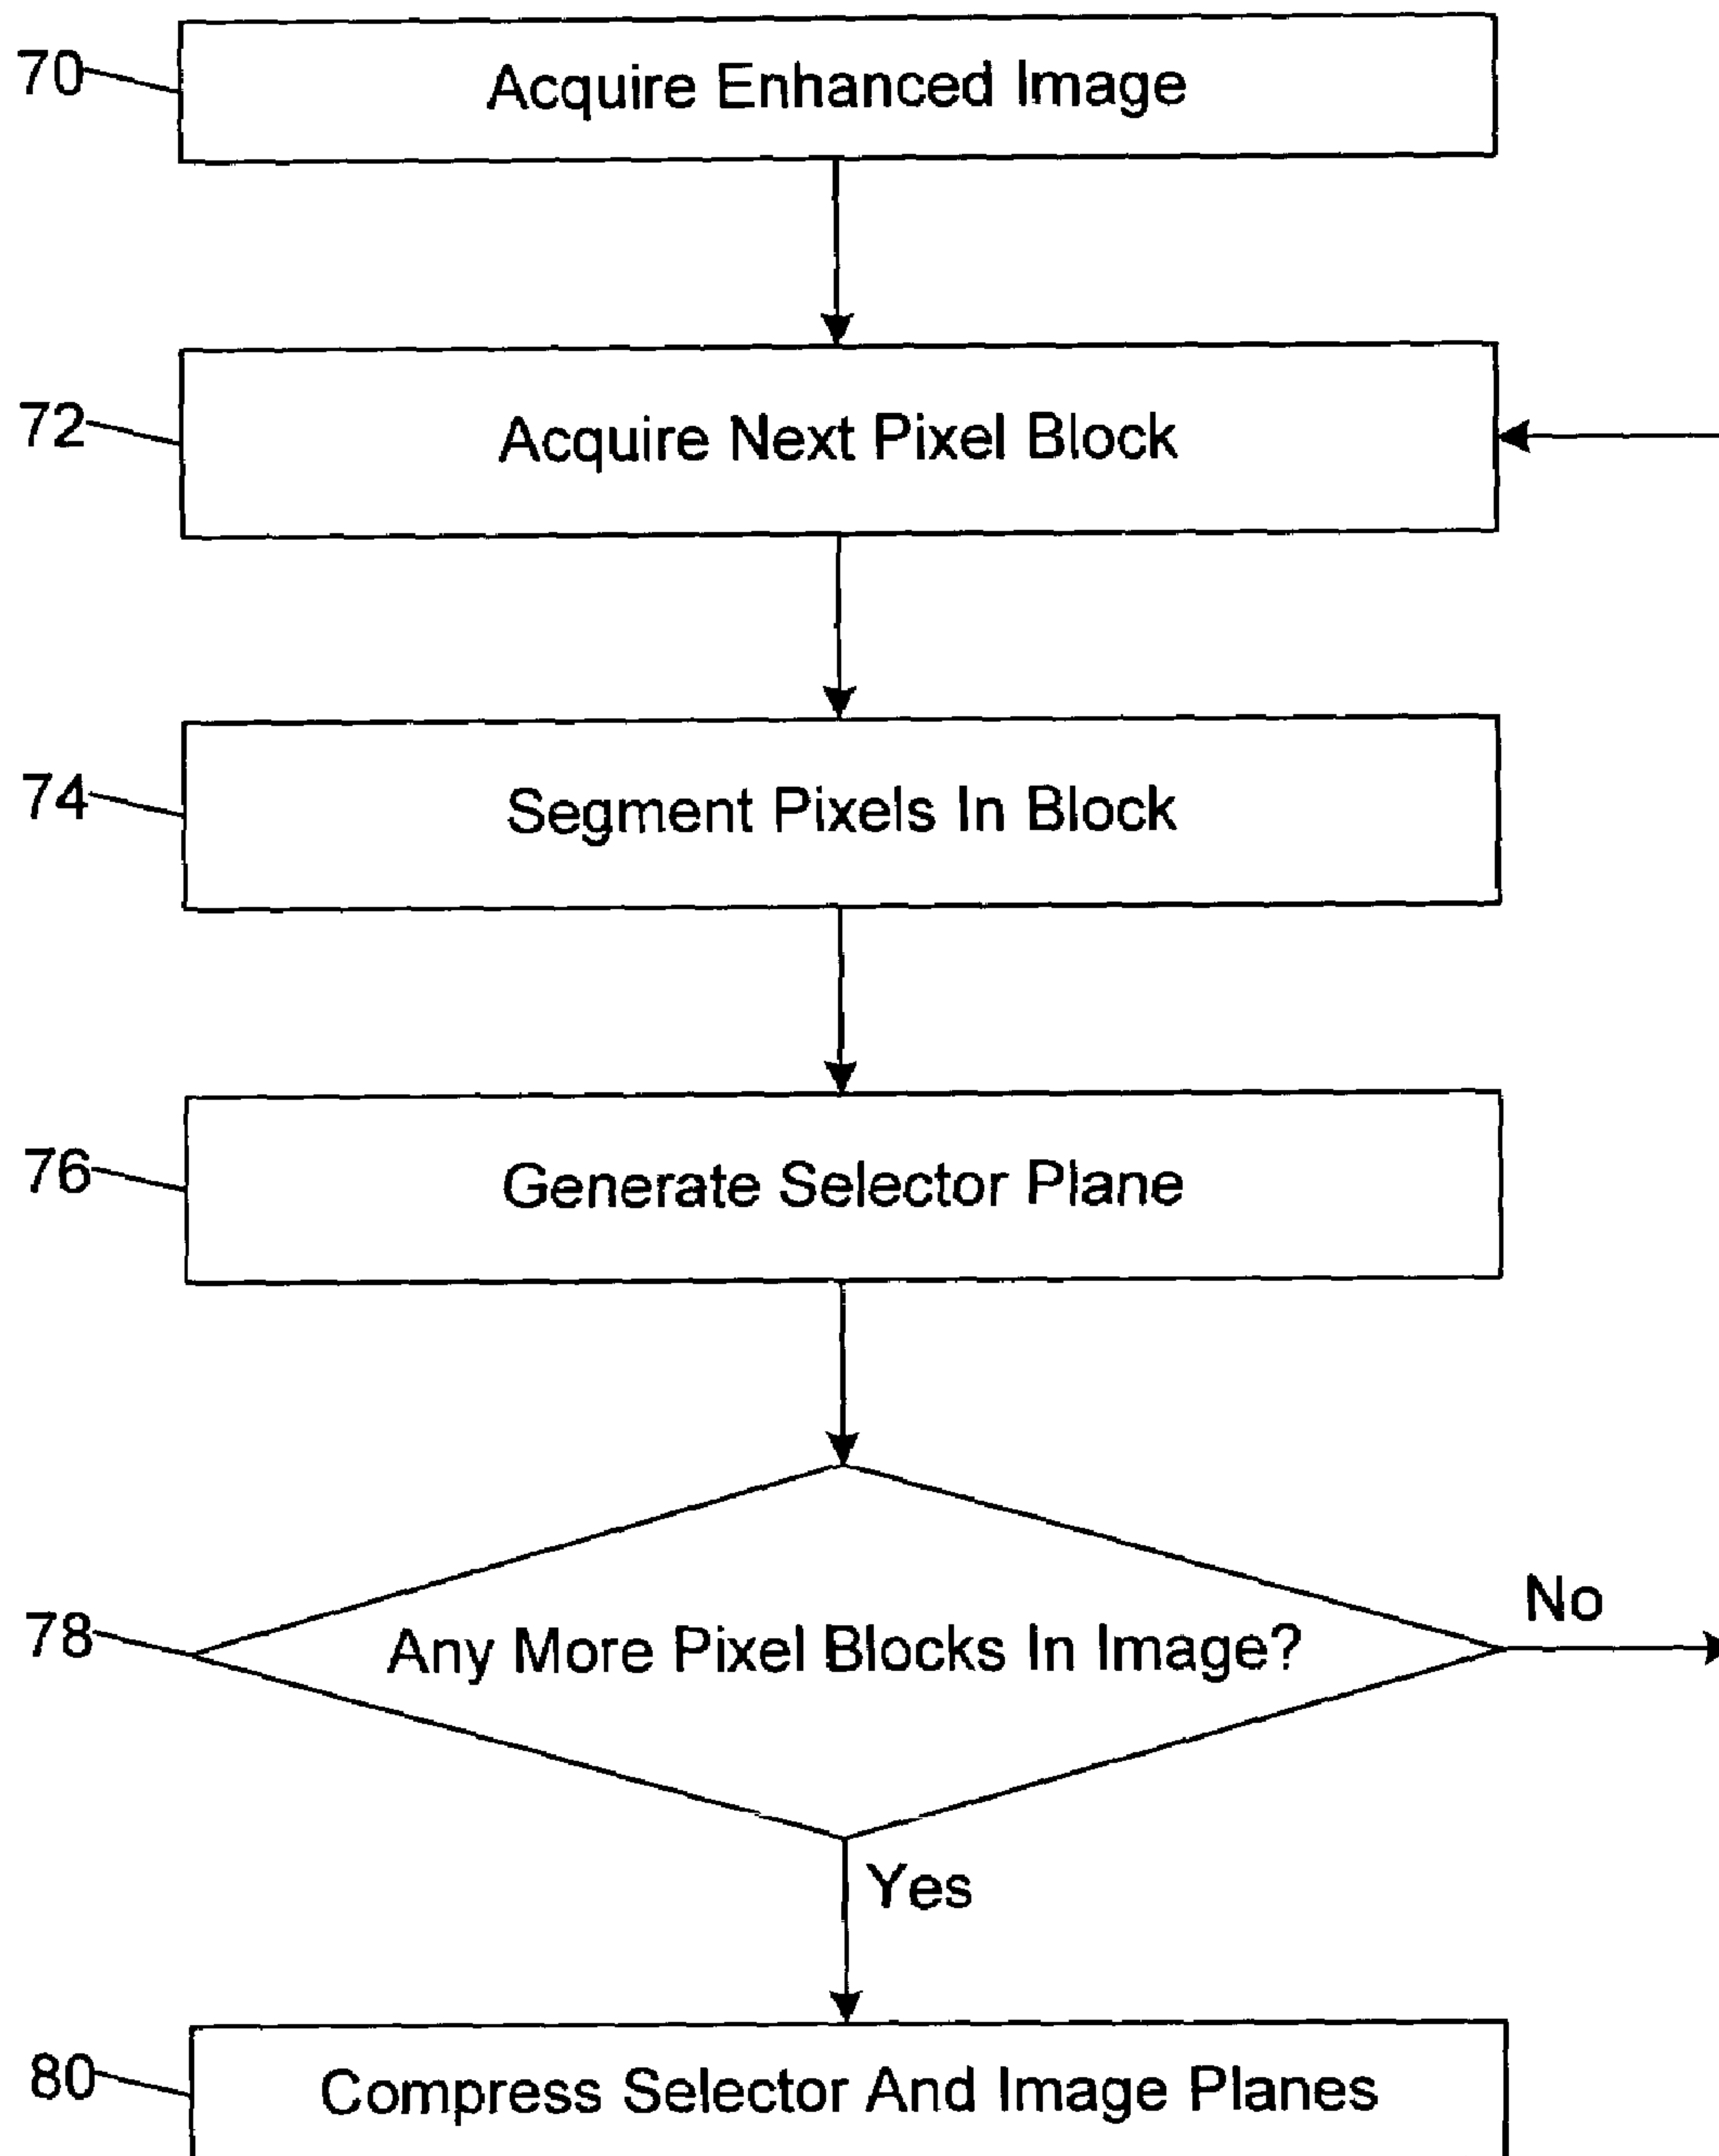 70
Acquire Enhanced Image
72
Acquire Next Pixel Block
74
Segment Pixels In Block
76
Generate Selector Plane
78
Any More Pixel Blocks In Image?
No
Yes
80
Compress Selector And Image Planes